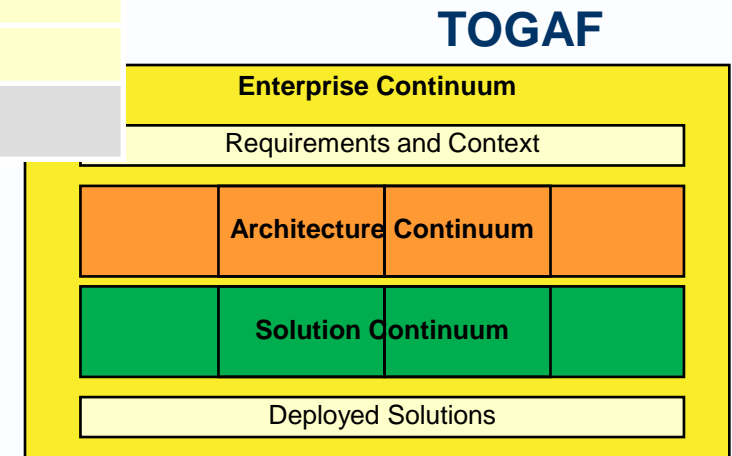 TOGAF
Enterprise Continuum
Requirements and Context
Architecture Continuum
Solution Continuum
Deployed Solutions